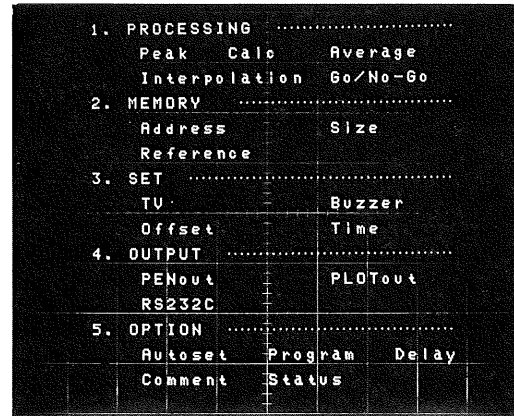 1. PROCESSING ························
Peak Calc Average
Interpolation Go/No-Go
2. MEMORY ······························
Address Size
Reference
3. SET ·····································
TV· Buzzer
Offset Time
4. OUTPUT ································
PENout PLOTout
RS232C
5. OPTION ································
Autoset Program Delay
Comment Status